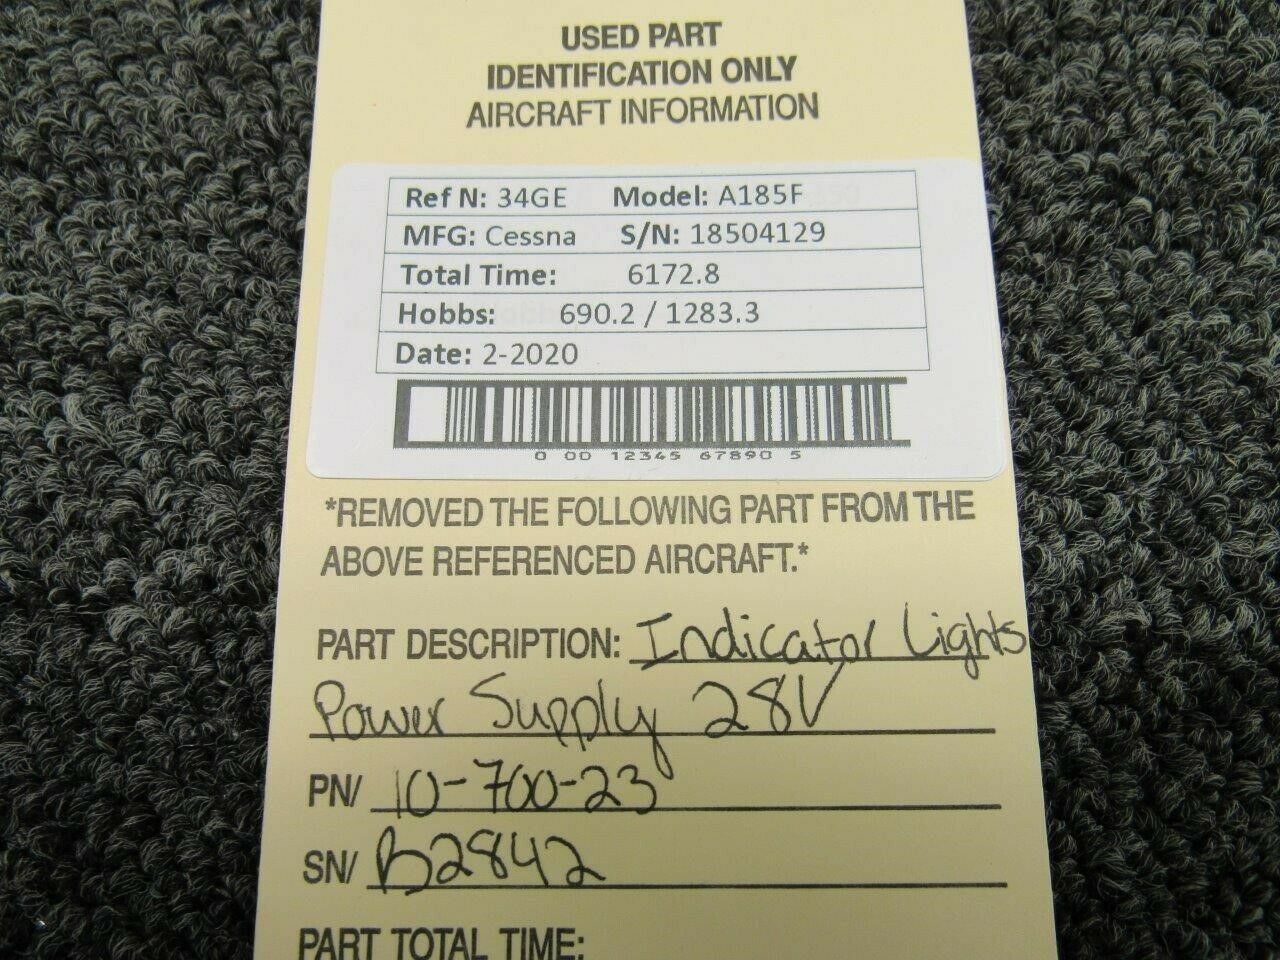 USED PART
IDENTIFICATION ONLY
AIRCRAFT INFORMATION
Ref N: 34GE Model: A185F
MFG: Cessna S/N: 18504129
Total Time: 6172.8
Hobbs: 690.2 / 1283.3
Date: 2-2020
0 00 12345 67890 5
*REMOVED THE FOLLOWING PART FROM THE
ABOVE REFERENCED AIRCRAFT.*
PART DESCRIPTION: Indicator Lights
Power Supply 28V
PN/ 10-700-23
SN/ B2842
PART TOTAL TIME: